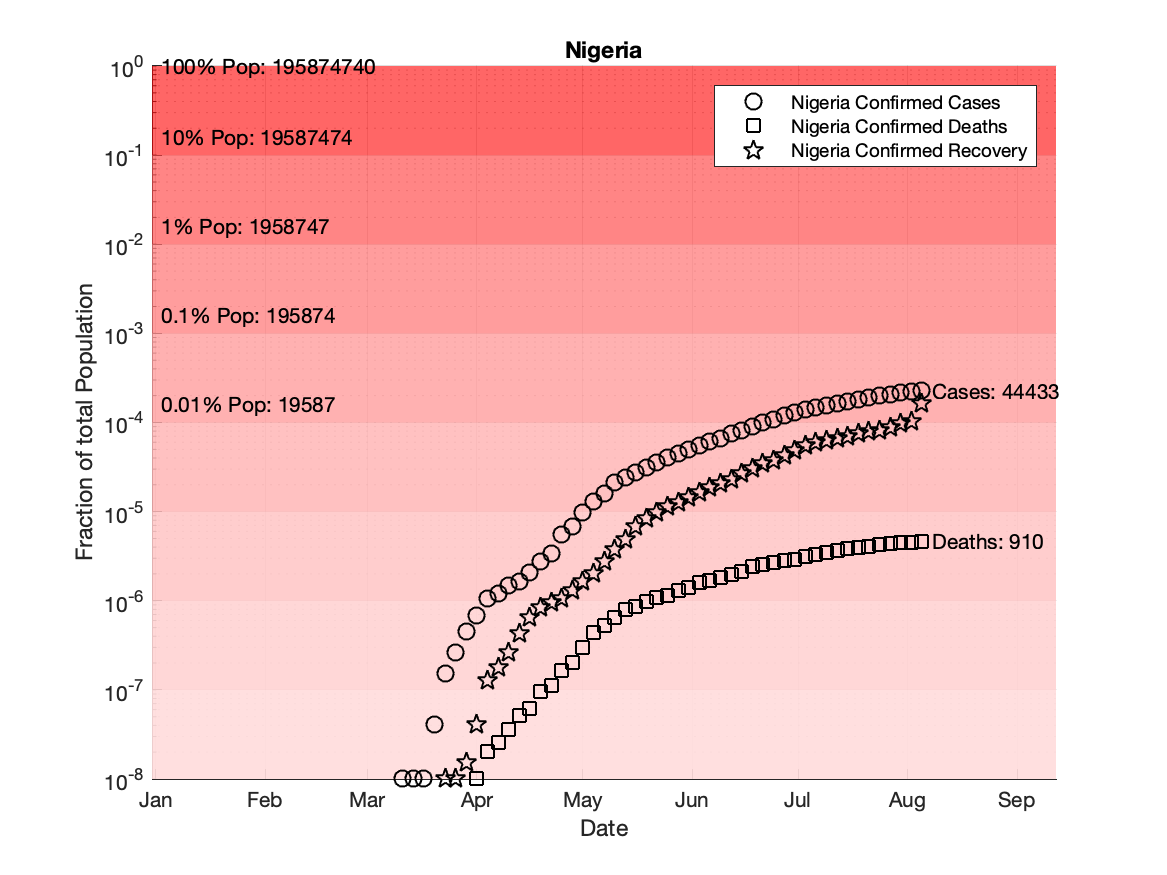 Nigeria
10^0
100% Pop: 195874740
Nigeria Confirmed Cases
Nigeria Confirmed Deaths
Nigeria Confirmed Recovery
10% Pop: 19587474
10^-1
1% Pop: 1958747
10^-2
0.1% Pop: 195874
10^-3
Cases: 44433
0.01% Pop: 19587
10^-4
Fraction of total Population
10^-5
Deaths: 910
10^-6
10^-7
10^-8
Jan Feb Mar Apr May Jun Jul Aug Sep
Date